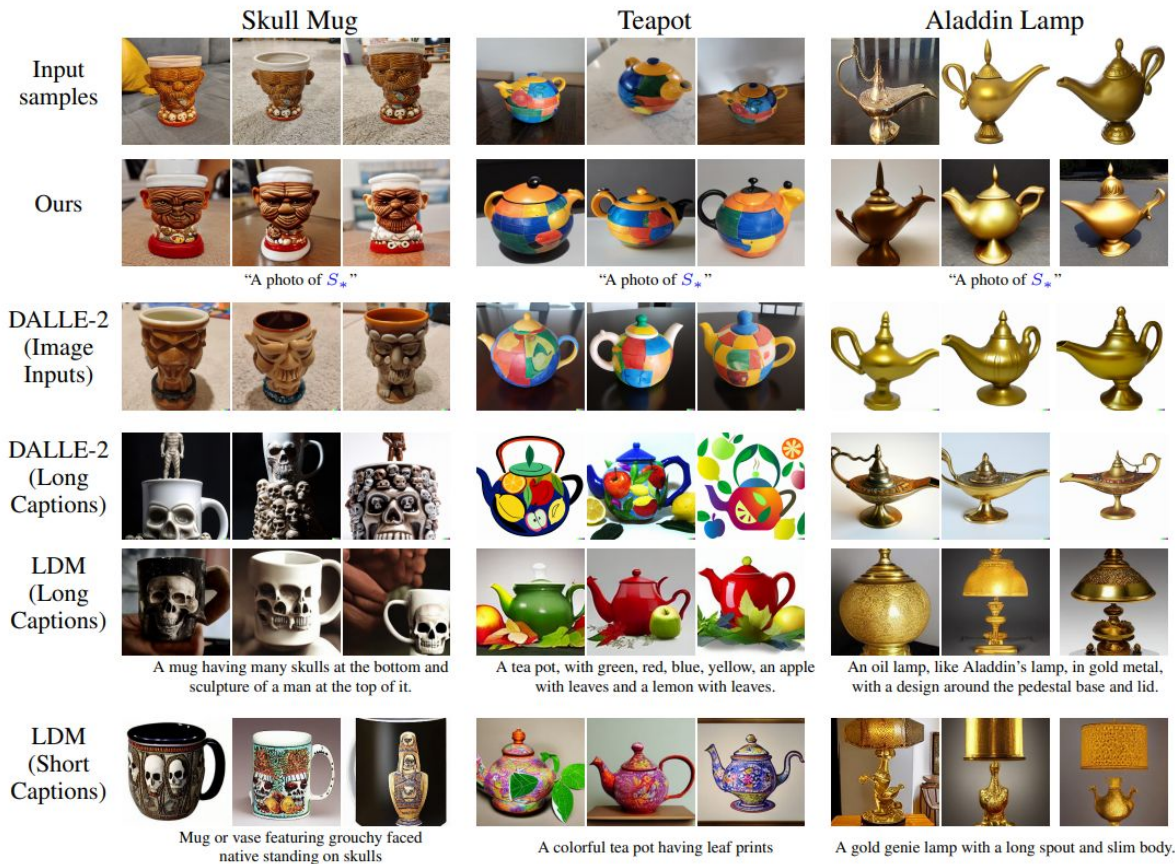 Skull Mug
Teapot
Aladdin Lamp
Input
samples
Ours
“A photo of S*”
“A photo of S*”
“A photo of S*”
DALLE-2
(Image
Inputs)
DALLE-2
(Long
Captions)
LDM
(Long
Captions)
A mug having many skulls at the bottom and
sculpture of a man at the top of it.
A tea pot, with green, red, blue, yellow, an apple
with leaves and a lemon with leaves.
An oil lamp, like Aladdin’s lamp, in gold metal,
with a design around the pedestal base and lid.
LDM
(Short
Captions)
Mug or vase featuring grouchy faced
native standing on skulls
A colorful tea pot having leaf prints
A gold genie lamp with a long spout and slim body.